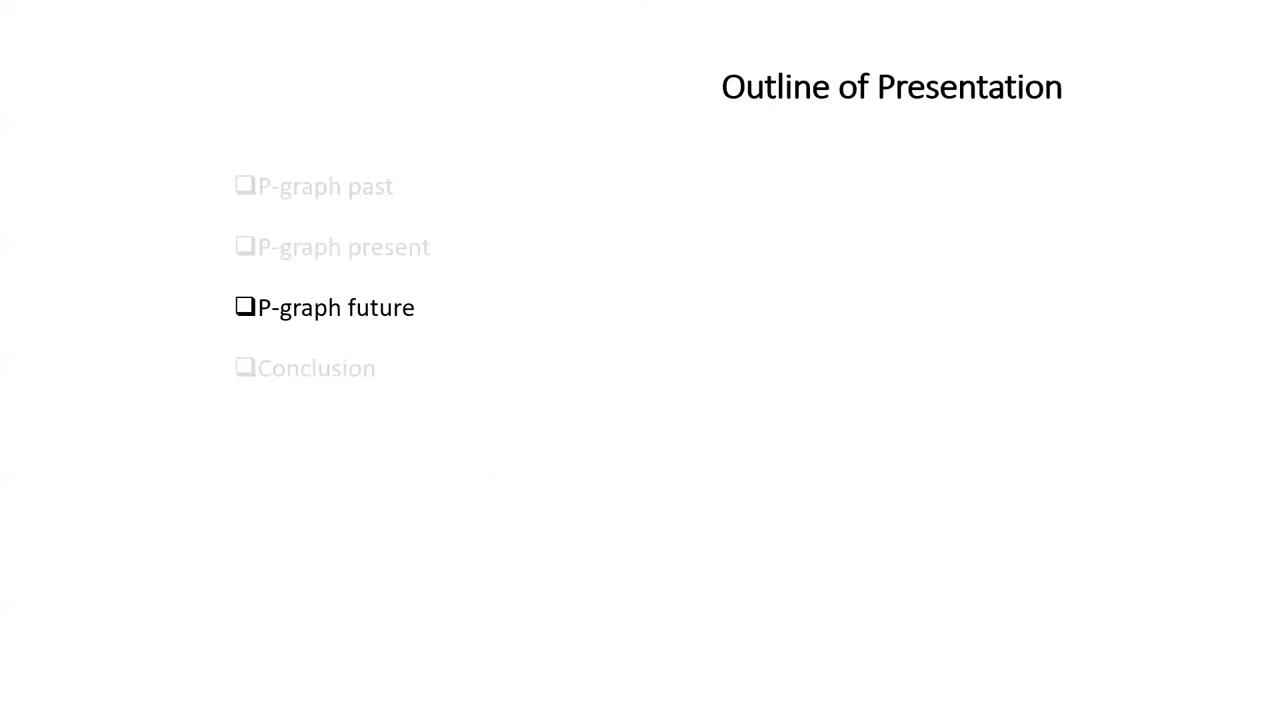 Outline of Presentation
❑P-graph past
❑P-graph present
❑P-graph future
❑Conclusion